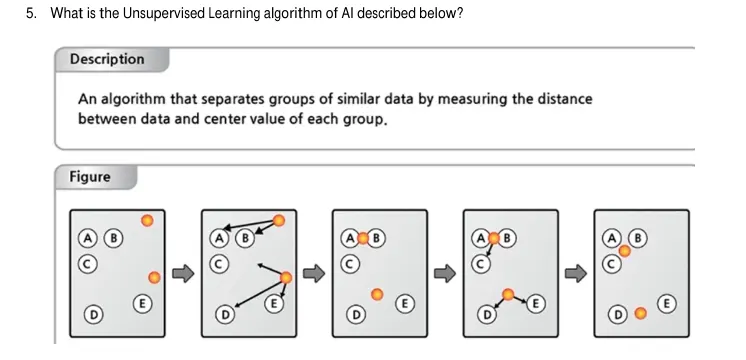 5. What is the Unsupervised Learning algorithm of AI described below?
Description
An algorithm that separates groups of similar data by measuring the distance
between data and center value of each group.
Figure
A B A B A B A B A B
C C C C C
E E E E E
D D D D D